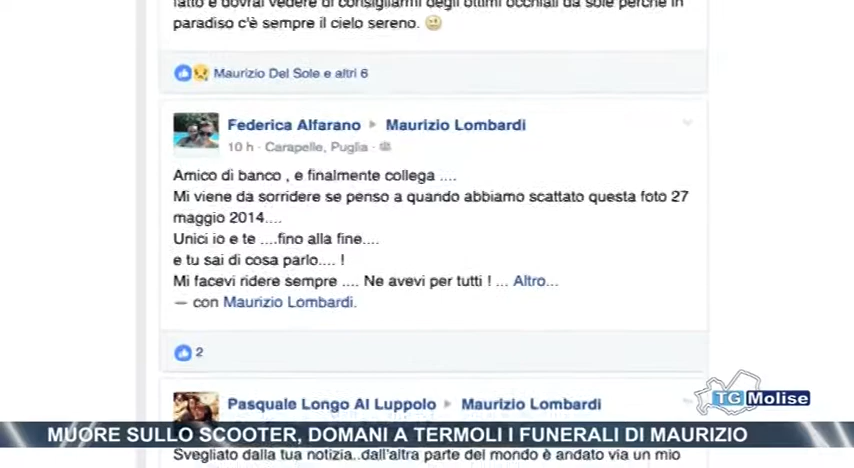 fatto e dovrai vedere di consigliarmi degli ottimi occhiali da sole perchè in
paradiso c'è sempre il cielo sereno.
Maurizio Del Sole e altri 6
Federica Alfarano ▸ Maurizio Lombardi
10 h · Carapelle, Puglia ·
Amico di banco , e finalmente collega ....
Mi viene da sorridere se penso a quando abbiamo scattato questa foto 27
maggio 2014....
Unici io e te ....fino alla fine....
e tu sai di cosa parlo.... !
Mi facevi ridere sempre .... Ne avevi per tutti ! ... Altro...
— con Maurizio Lombardi.
2
Pasquale Longo Al Luppolo ▸ Maurizio Lombardi
TG Molise
MUORE SULLO SCOOTER, DOMANI A TERMOLI I FUNERALI DI MAURIZIO
Svegliato dalla tua notizia..dall'altra parte del mondo è andato via un mio